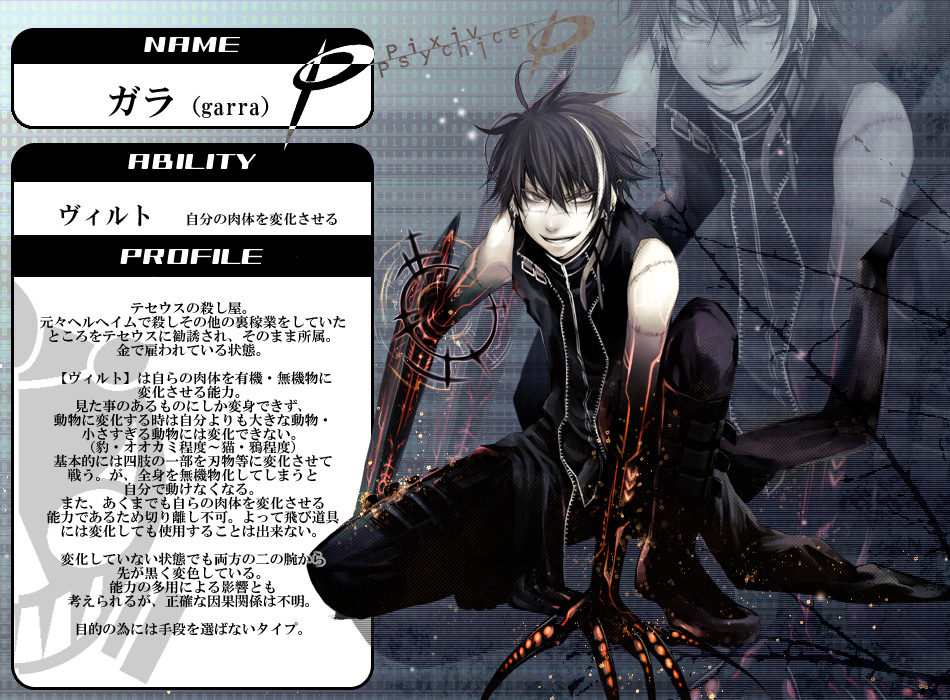 NAME
ガラ (garra)
ABILITY
ヴィルト 自分の肉体を変化させる
PROFILE
テセウスの殺し屋。
元々ヘルヘイムで殺しその他の裏稼業をしていた
ところをテセウスに勧誘され、そのまま所属。
金で雇われている状態。
【ヴィルト】は自らの肉体を有機・無機物に
変化させる能力。
見た事のあるものにしか変身できず、
動物に変化する時は自分よりも大きな動物・
小さすぎる動物には変化できない。
(豹・オオカミ程度～猫・鴉程度)
基本的には四肢の一部を刃物等に変化させて
戦う。が、全身を無機物化してしまうと
自分で動けなくなる。
また、あくまでも自らの肉体を変化させる
能力であるため切り離し不可。よって飛び道具
には変化しても使用することは出来ない。
変化していない状態でも両方の二の腕から
先が黒く変色している。
能力の多用による影響とも
考えられるが、正確な因果関係は不明。
目的の為には手段を選ばないタイプ。
pixiv
psychicer